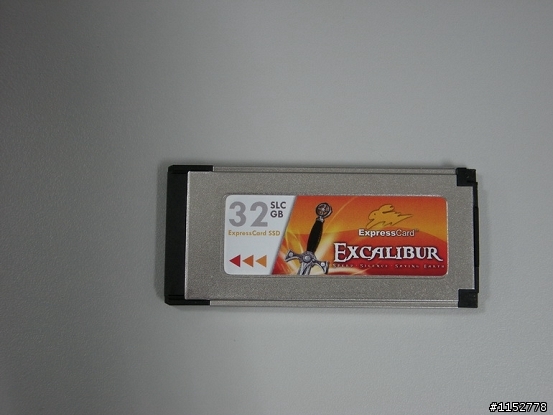 32 SLC GB
ExpressCard SSD
ExpressCard
EXCALIBUR
#1152778